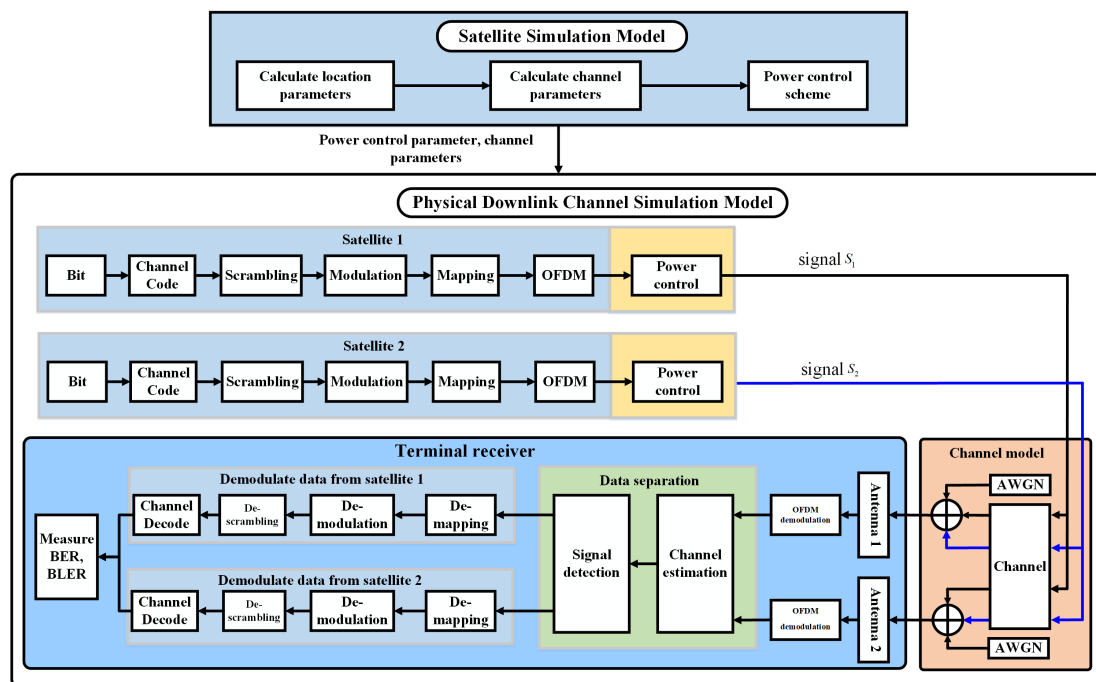 Satellite Simulation Model
Calculate location
parameters
Calculate channel
parameters
Power control
scheme
Power control parameter, channel
parameters
Physical Downlink Channel Simulation Model
Satellite 1
Bit
Channel
Code
Scrambling
Modulation
Mapping
OFDM
Power
control
signal S1
Satellite 2
Bit
Channel
Code
Scrambling
Modulation
Mapping
OFDM
Power
control
signal S2
Terminal receiver
Measure
BER,
BLER
Demodulate data from satellite 1
Channel
Decode
De-
scrambling
De-
modulation
De-
mapping
Demodulate data from satellite 2
Channel
Decode
De-
scrambling
De-
modulation
De-
mapping
Data separation
Signal
detection
Channel
estimation
OFDM
demodulation
OFDM
demodulation
Antenna 1
Antenna 2
Channel model
AWGN
Channel
AWGN